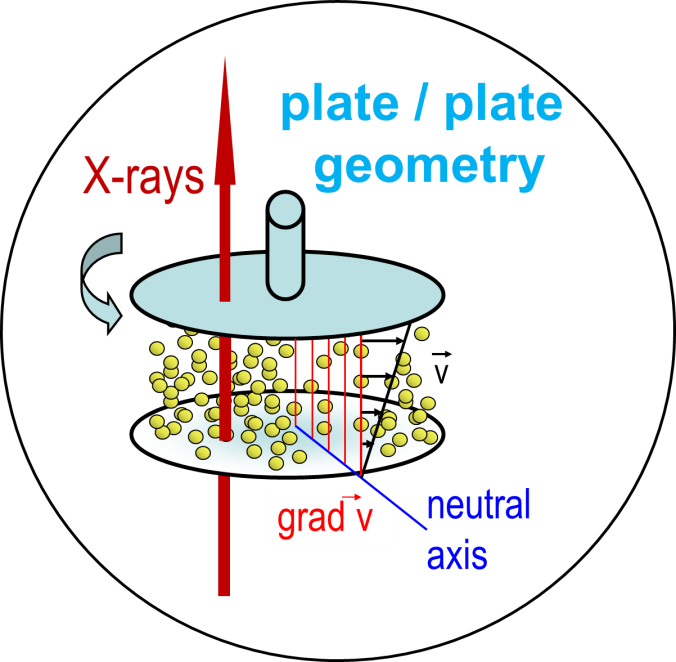 plate / plate
geometry
X-rays
v
grad v
neutral
axis